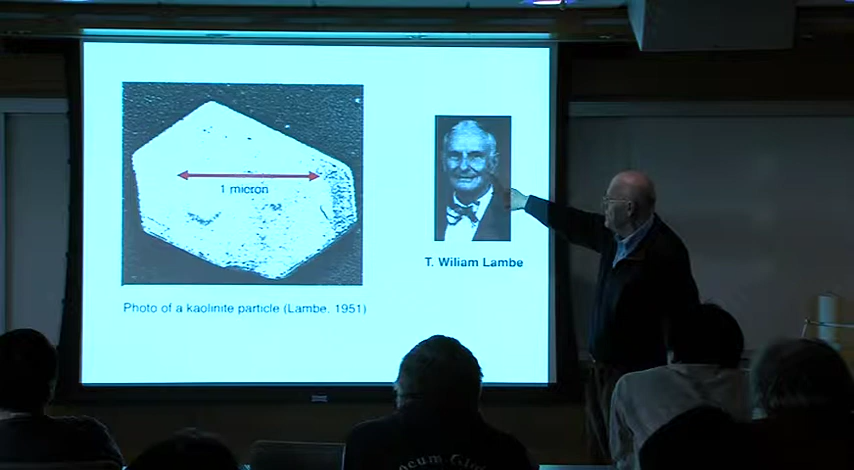 1 micron
T. Wiliam Lambe
Photo of a kaolinite particle (Lambe. 1951)